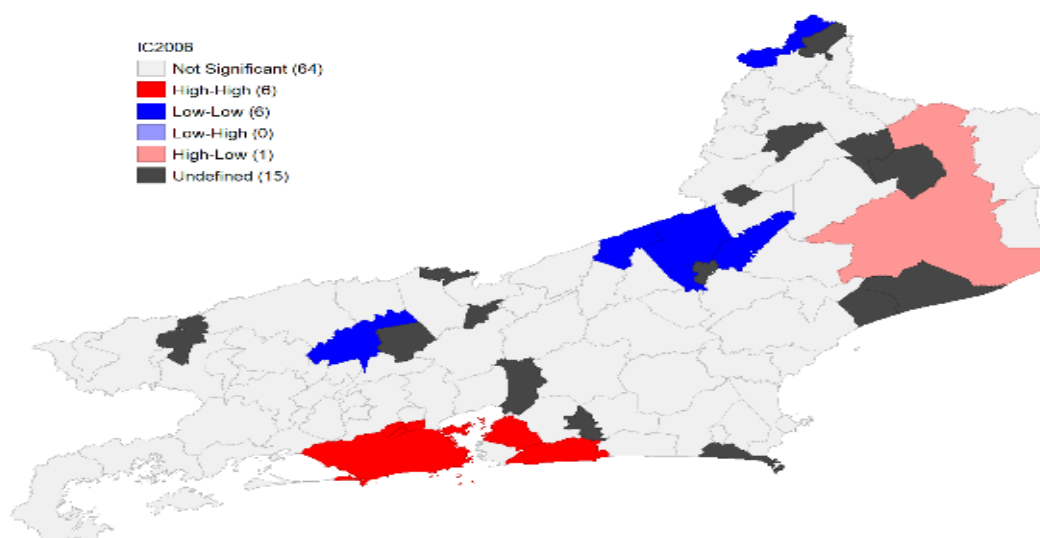 IC2006
Not Significant (64)
High-High (6)
Low-Low (6)
Low-High (0)
High-Low (1)
Undefined (15)